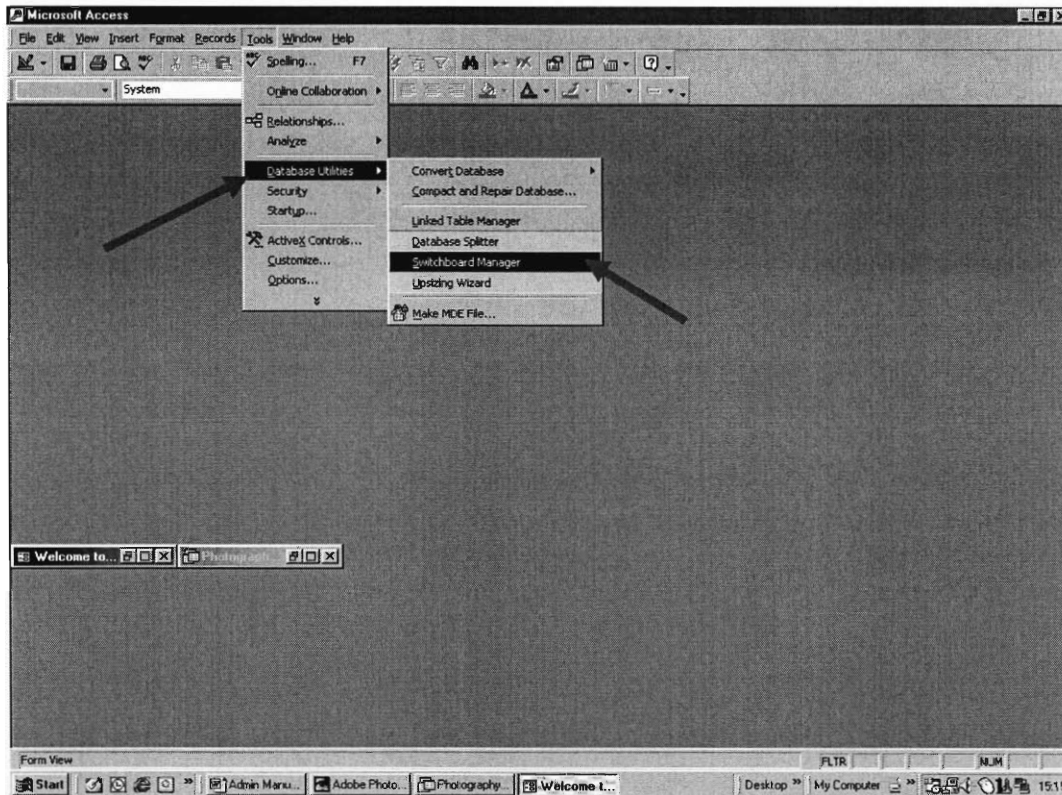 Microsoft Access
File Edit View Insert Format Records Tools Window Help
System
Spelling... F7
Online Collaboration
Relationships...
Analyze
Database Utilities
Security
Startup...
ActiveX Controls...
Customize...
Options...
Convert Database
Compact and Repair Database...
Linked Table Manager
Database Splitter
Switchboard Manager
Upsizing Wizard
Make MDE File...
Welcome to... Photograph...
Form View FLTR NUM
Start Admin Manu... Adobe Photo... Photography... Welcome t... Desktop My Computer